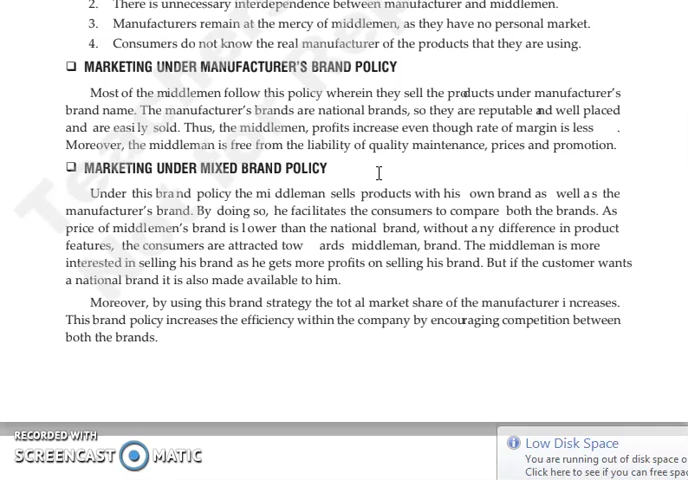 2. There is unnecessary interdependence between manufacturer and middlemen.
3. Manufacturers remain at the mercy of middlemen, as they have no personal market.
4. Consumers do not know the real manufacturer of the products that they are using.
❑ MARKETING UNDER MANUFACTURER'S BRAND POLICY
Most of the middlemen follow this policy wherein they sell the products under manufacturer's
brand name. The manufacturer's brands are national brands, so they are reputable and well placed
and are easily sold. Thus, the middlemen, profits increase even though rate of margin is less .
Moreover, the middleman is free from the liability of quality maintenance, prices and promotion.
❑ MARKETING UNDER MIXED BRAND POLICY
Under this brand policy the mi ddleman sells products with his own brand as well as the
manufacturer's brand. By doing so, he facilitates the consumers to compare both the brands. As
price of middlemen's brand is lower than the national brand, without any difference in product
features, the consumers are attracted tow ards middleman, brand. The middleman is more
interested in selling his brand as he gets more profits on selling his brand. But if the customer wants
a national brand it is also made available to him.
Moreover, by using this brand strategy the tot al market share of the manufacturer i ncreases.
This brand policy increases the efficiency within the company by encouraging competition between
both the brands.
RECORDED WITH
SCREENCAST MATIC
Low Disk Space
You are running out of disk space o
Click here to see if you can free spac